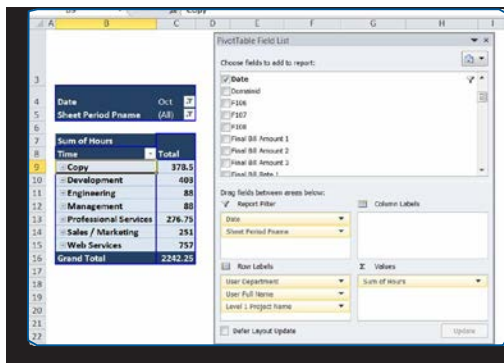 B C D E F G H I
PivotTable Field List
Choose fields to add to report:
3
Date
4 Date Oct
Domainid
5 Sheet Period Pname (All)
F106
6
F107
F108
7 Sum of Hours
Final Bill Amount 1
8 Time Total
Final Bill Amount 2
9 Copy 378.5
Final Bill Amount 3
10 Development 403
11 Engineering 88
Drag fields between areas below:
12 Management 88
Report Filter Column Labels
13 Professional Services 276.75
Date
14 Sales / Marketing 251
Sheet Period Pname
15 Web Services 757
16 Grand Total 2242.25
17
Row Labels Σ Values
18
User Department Sum of Hours
19
User Full Name
20
Level 1 Project Name
21
22
Defer Layout Update Update